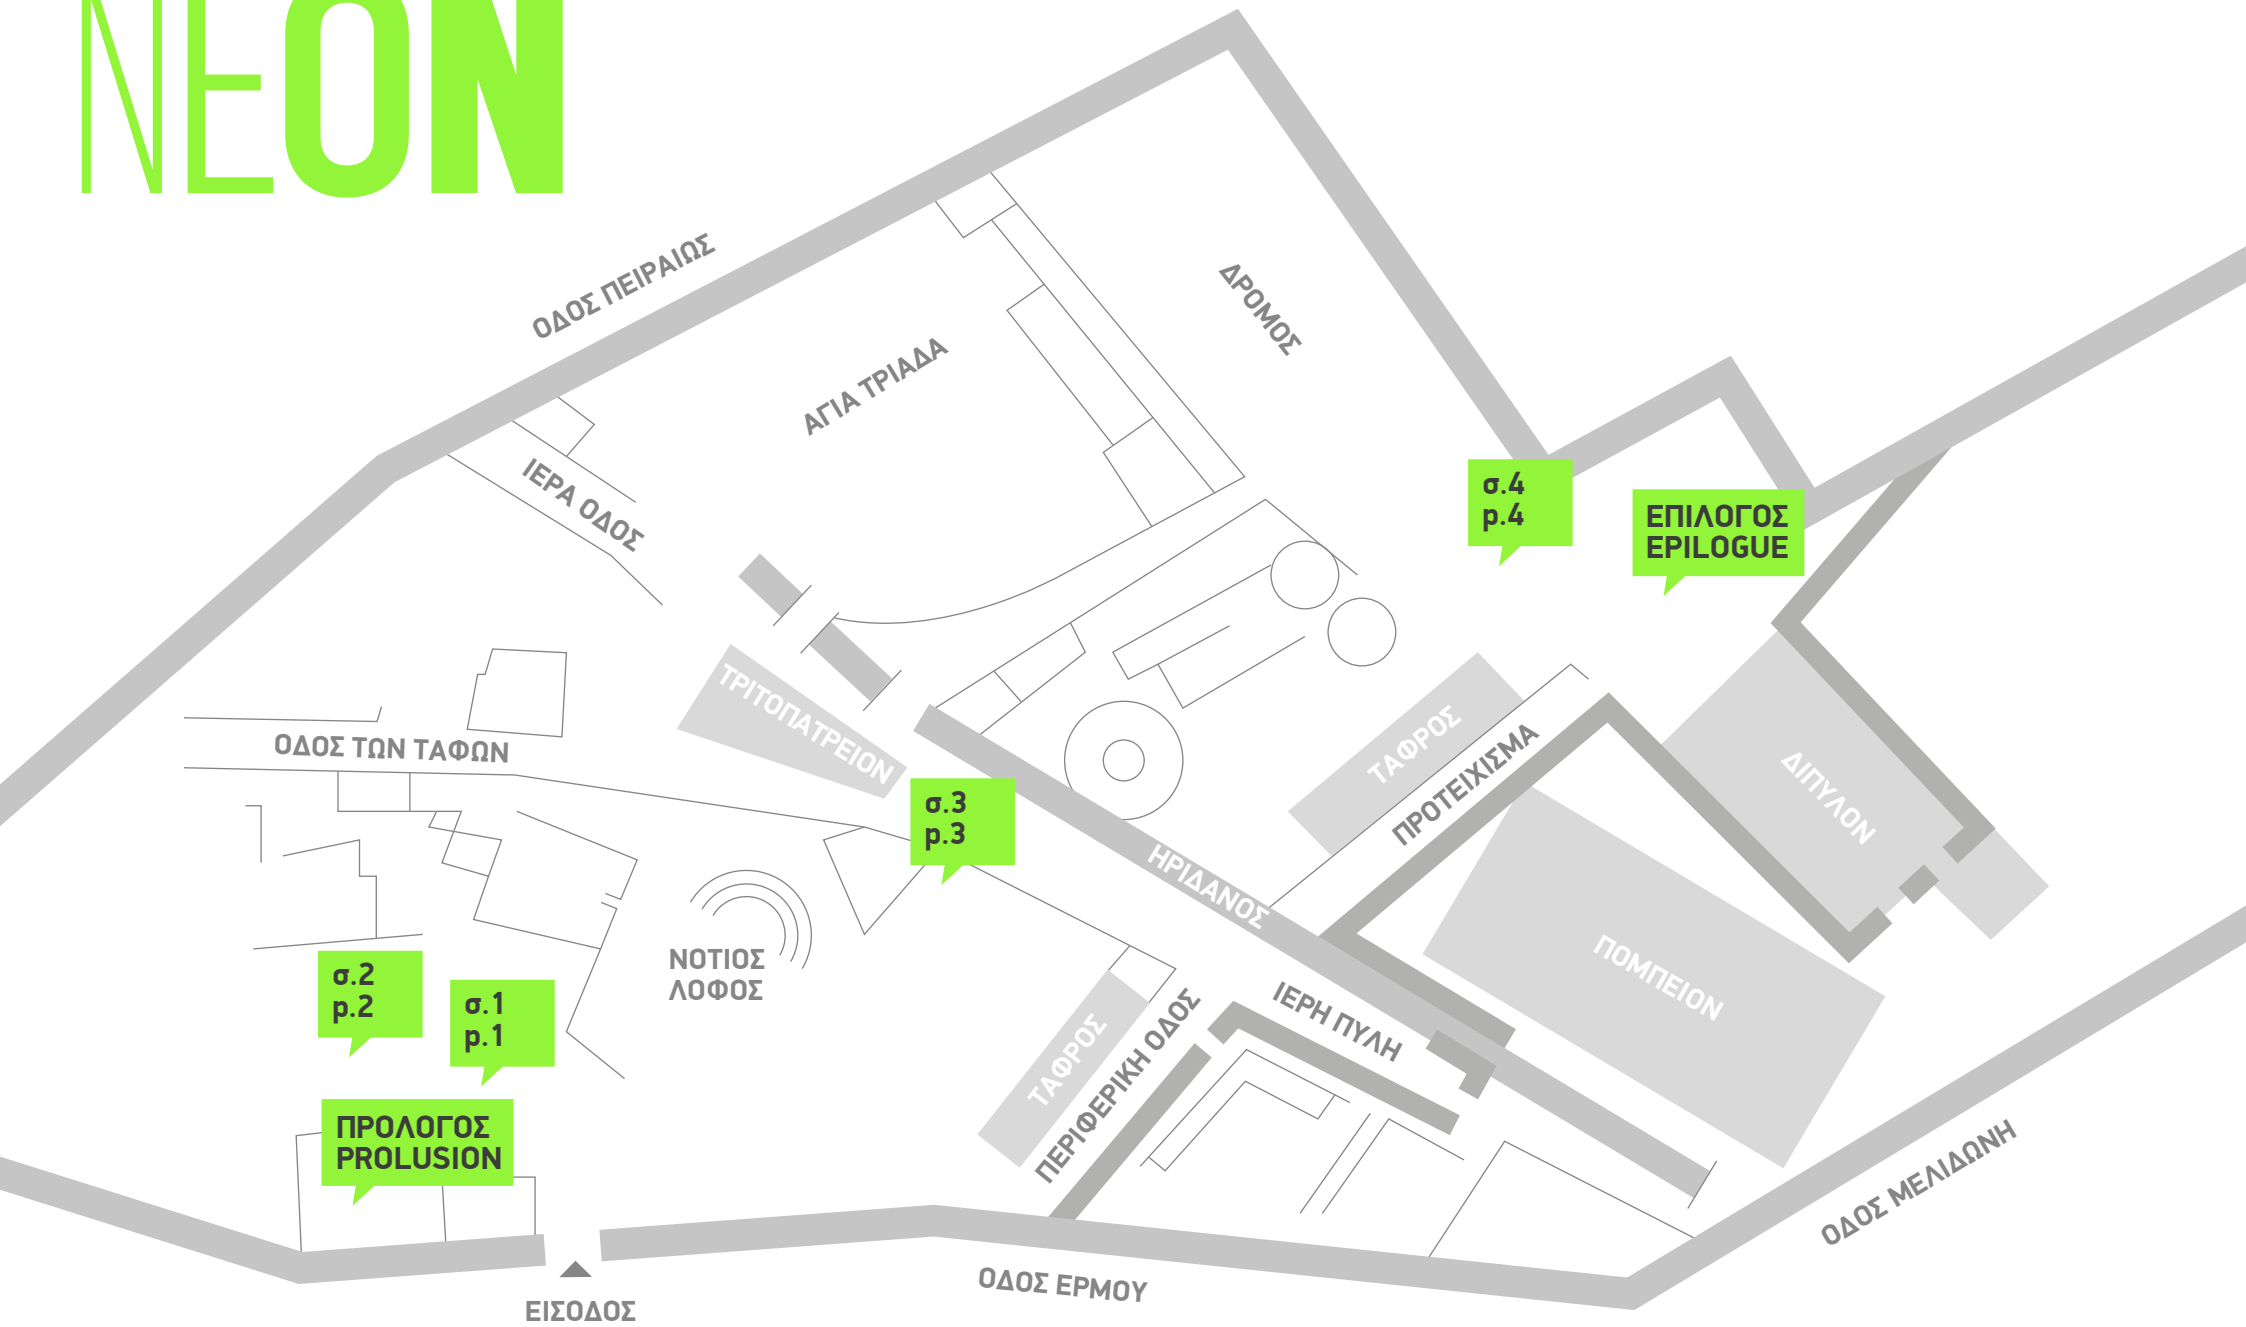 NEON
ΟΔΟΣ ΠΕΙΡΑΙΩΣ
ΔΡΟΜΟΣ
ΑΓΙΑ ΤΡΙΑΔΑ
ΙΕΡΑ ΟΔΟΣ
σ.4
p.4
ΕΠΙΛΟΓΟΣ
EPILOGUE
ΤΡΙΤΟΠΑΤΡΕΙΟΝ
ΟΔΟΣ ΤΩΝ ΤΑΦΩΝ
ΤΑΦΡΟΣ
ΠΡΟΤΕΙΧΙΣΜΑ
ΔΙΠΥΛΟΝ
σ.3
p.3
ΗΡΙΔΑΝΟΣ
ΝΟΤΙΟΣ
ΛΟΦΟΣ
ΠΟΜΠΕΙΟΝ
σ.2
p.2
σ.1
p.1
ΙΕΡΗ ΠΥΛΗ
ΤΑΦΡΟΣ
ΠΕΡΙΦΕΡΙΚΗ ΟΔΟΣ
ΠΡΟΛΟΓΟΣ
PROLUSION
ΟΔΟΣ ΜΕΛΙΔΩΝΗ
ΟΔΟΣ ΕΡΜΟΥ
ΕΙΣΟΔΟΣ